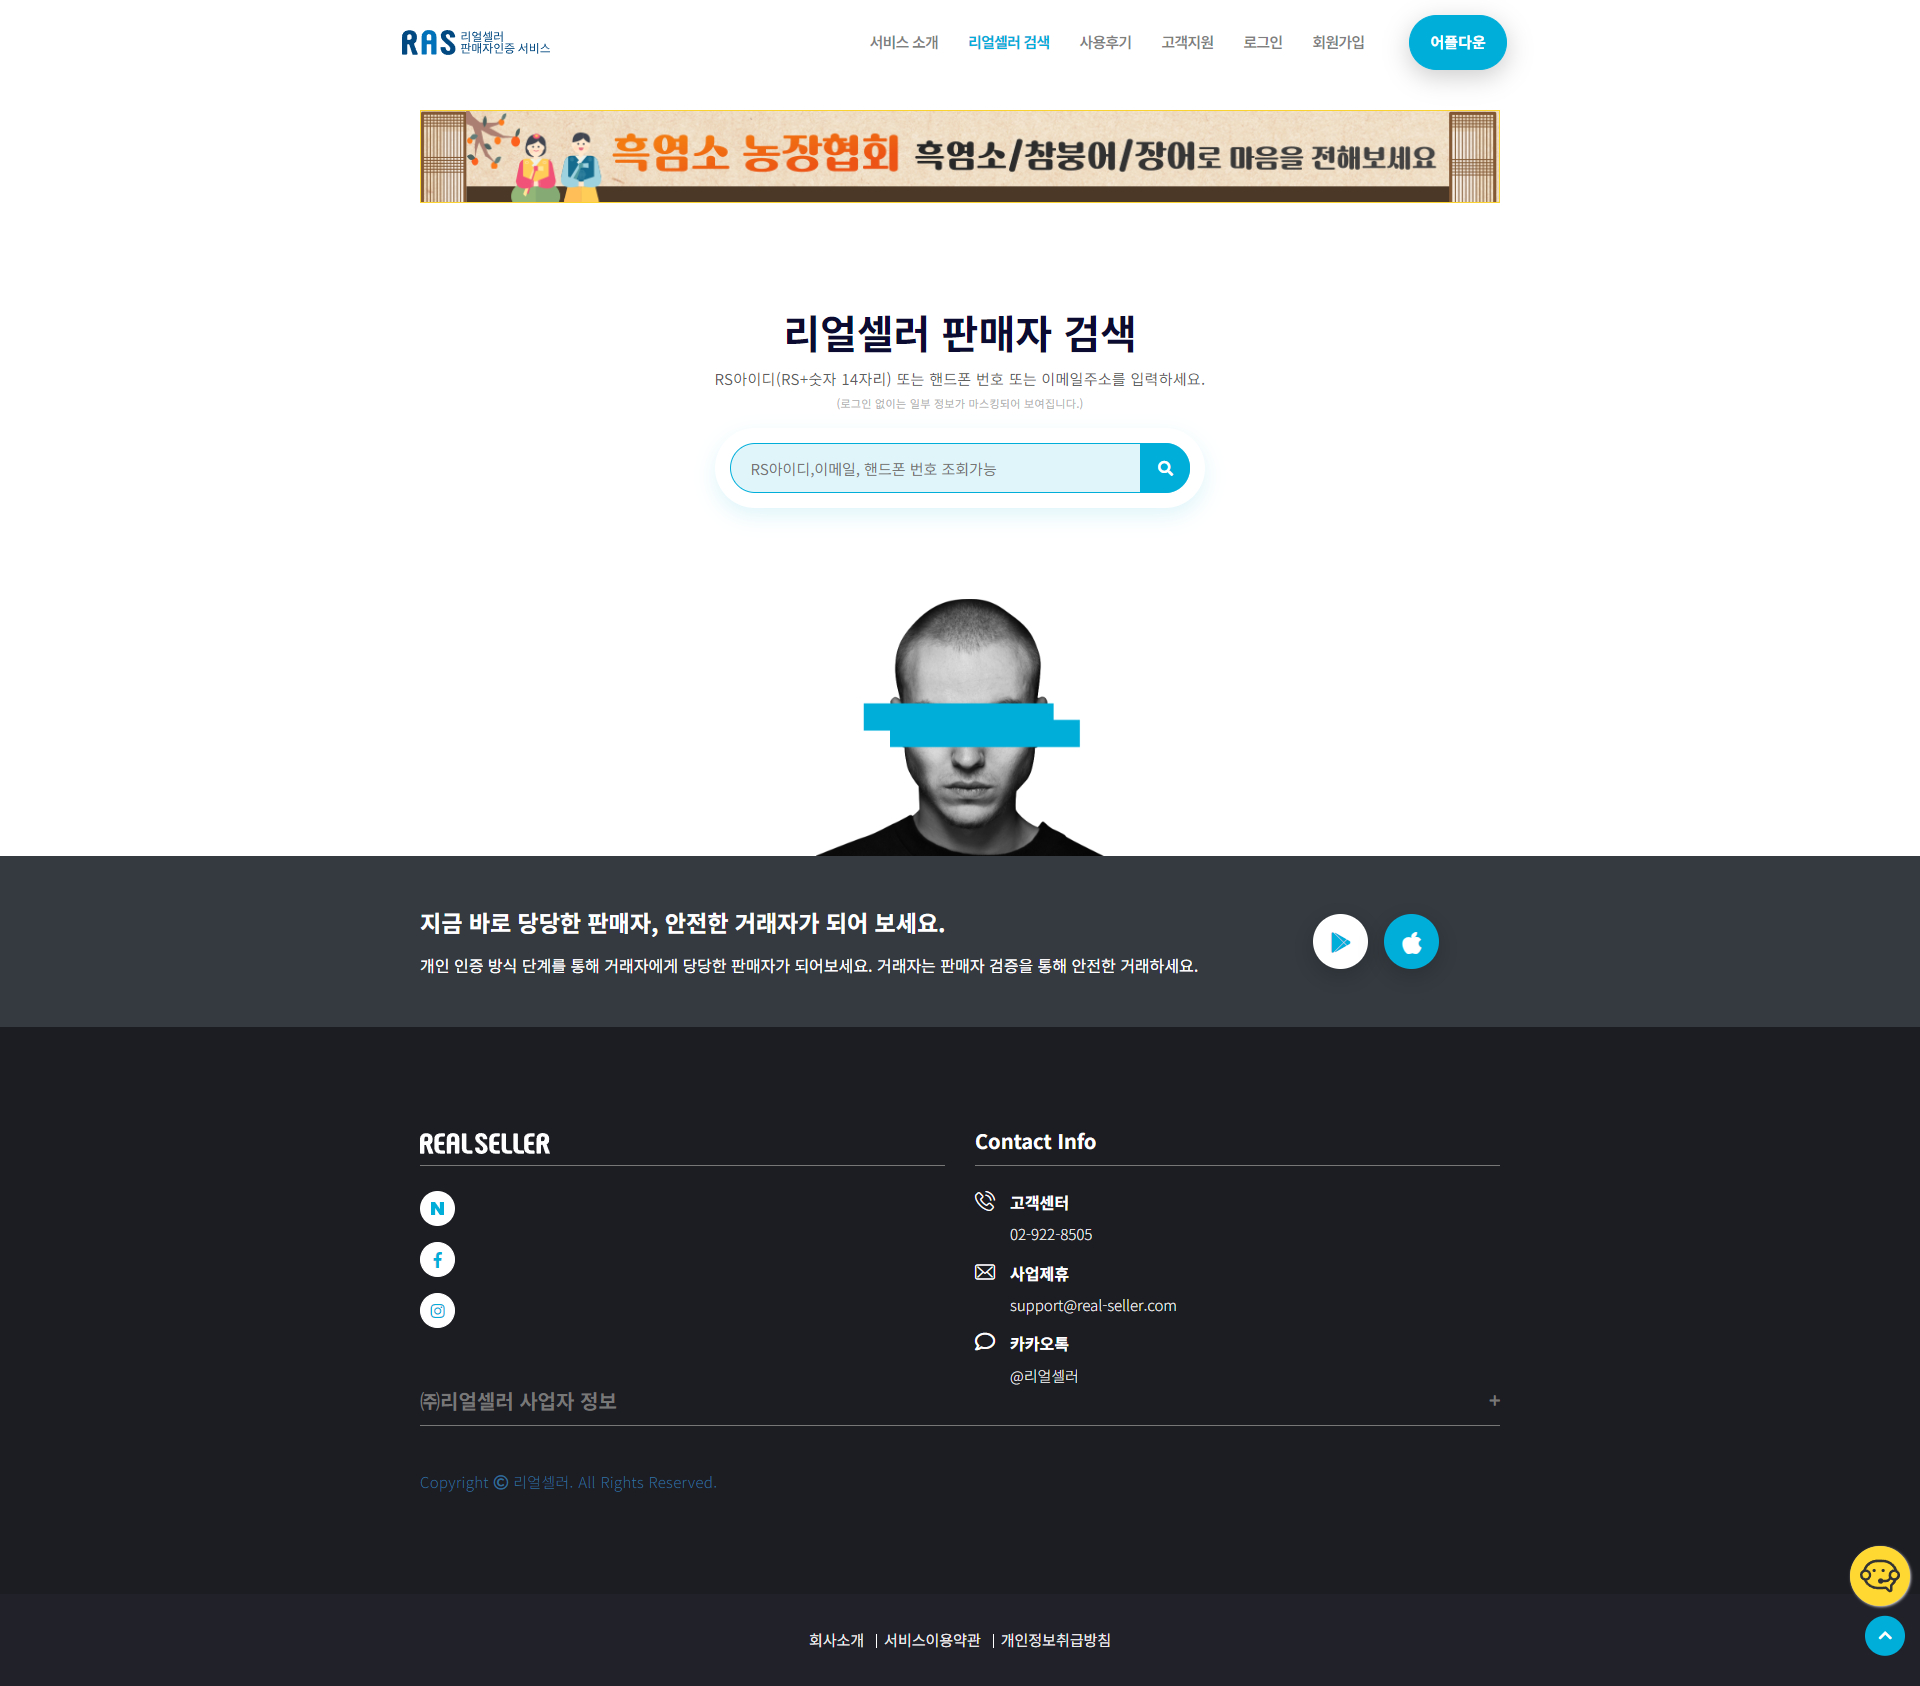 RAS 리얼셀러
판매자인증 서비스
서비스 소개 리얼셀러 검색 사용후기 고객지원 로그인 회원가입 어플다운
흑염소 농장협회 흑염소/참붕어/장어로 마음을 전해보세요
리얼셀러 판매자 검색
RS아이디(RS+숫자 14자리) 또는 핸드폰 번호 또는 이메일주소를 입력하세요.
(로그인 없이는 일부 정보가 마스킹되어 보여집니다.)
RS아이디,이메일, 핸드폰 번호 조회가능
지금 바로 당당한 판매자, 안전한 거래자가 되어 보세요.
개인 인증 방식 단계를 통해 거래자에게 당당한 판매자가 되어보세요. 거래자는 판매자 검증을 통해 안전한 거래하세요.
REALSELLER
N
Contact Info
고객센터
02-922-8505
사업제휴
support@real-seller.com
카카오톡
@리얼셀러
㈜리얼셀러 사업자 정보 +
Copyright © 리얼셀러. All Rights Reserved.
회사소개 | 서비스이용약관 | 개인정보취급방침